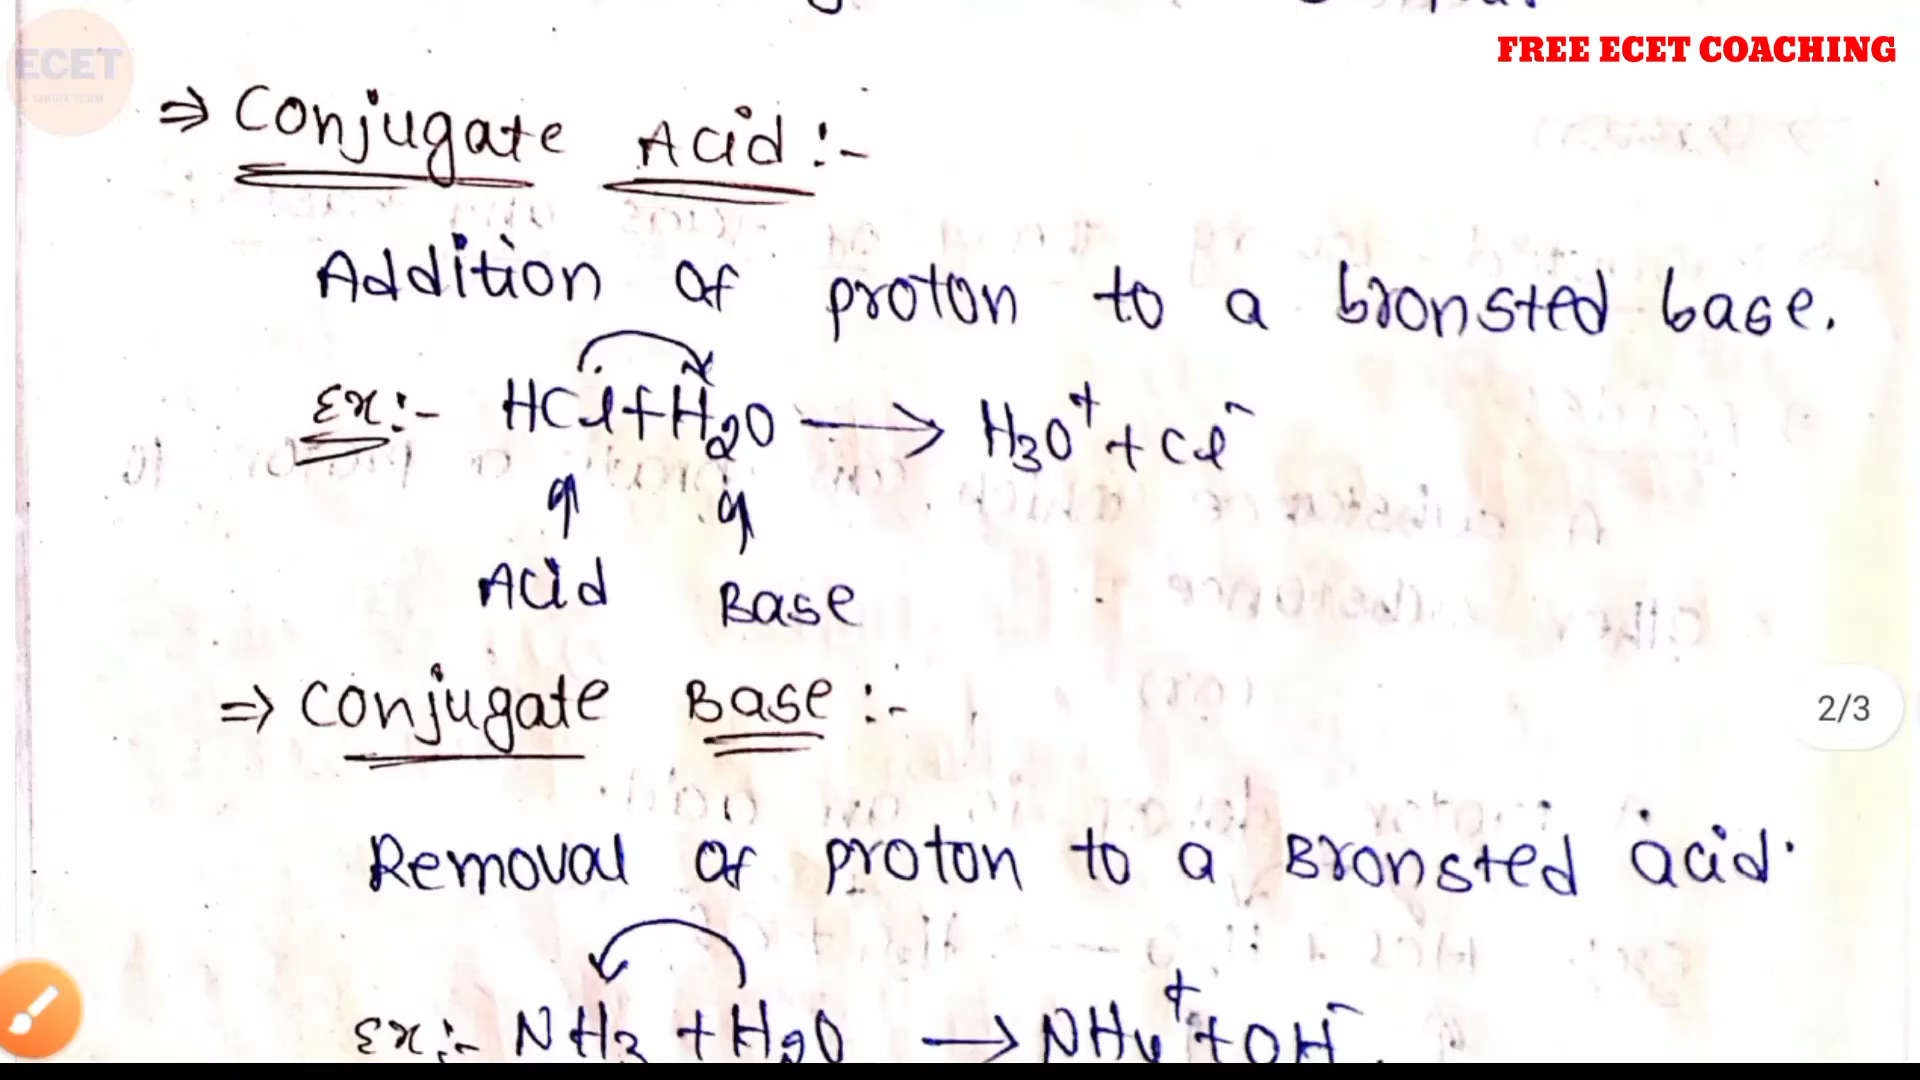 FREE ECET COACHING
ECET
⇒ Conjugate Acid :-
Addition of proton to a bronsted base.
Ex :- HCl + H2O ⟶ H3O⁺ + Cl⁻
Acid Base
⇒ Conjugate Base :-
2/3
Removal of proton to a Bronsted acid.
Ex :- NH3 + H2O ⟶ NH4⁺ + OH⁻.